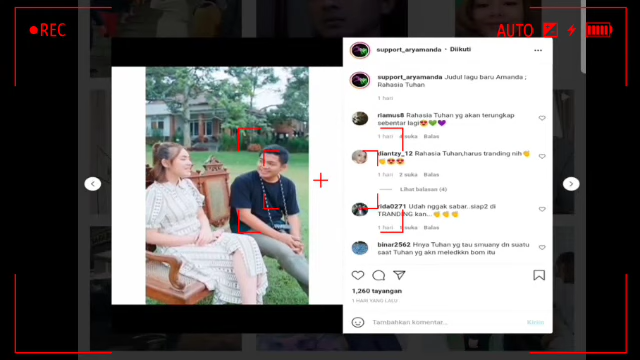 REC
AUTO
support_aryamanda • Diikuti
support_aryamanda Judul lagu baru Amanda ;
Rahasia Tuhan
1 hari
riamus8 Rahasia Tuhan yg akan terungkap
sebentar lagi😍💚💜
1 hari 4 suka Balas
liantzy_12 Rahasia Tuhan,harus tranding nih👏
👏😍😍
1 hari 2 suka Balas
Lihat balasan (4)
rida0271 Udah nggak sabar..siap2 di
TRANDING kan... 👏👏👏
1 hari suka Balas
binar2562 Hnya Tuhan yg tau smuany dn suatu
saat Tuhan yg akn meledkkn bom itu
1,260 tayangan
1 HARI YANG LALU
Tambahkan komentar...
Kirim